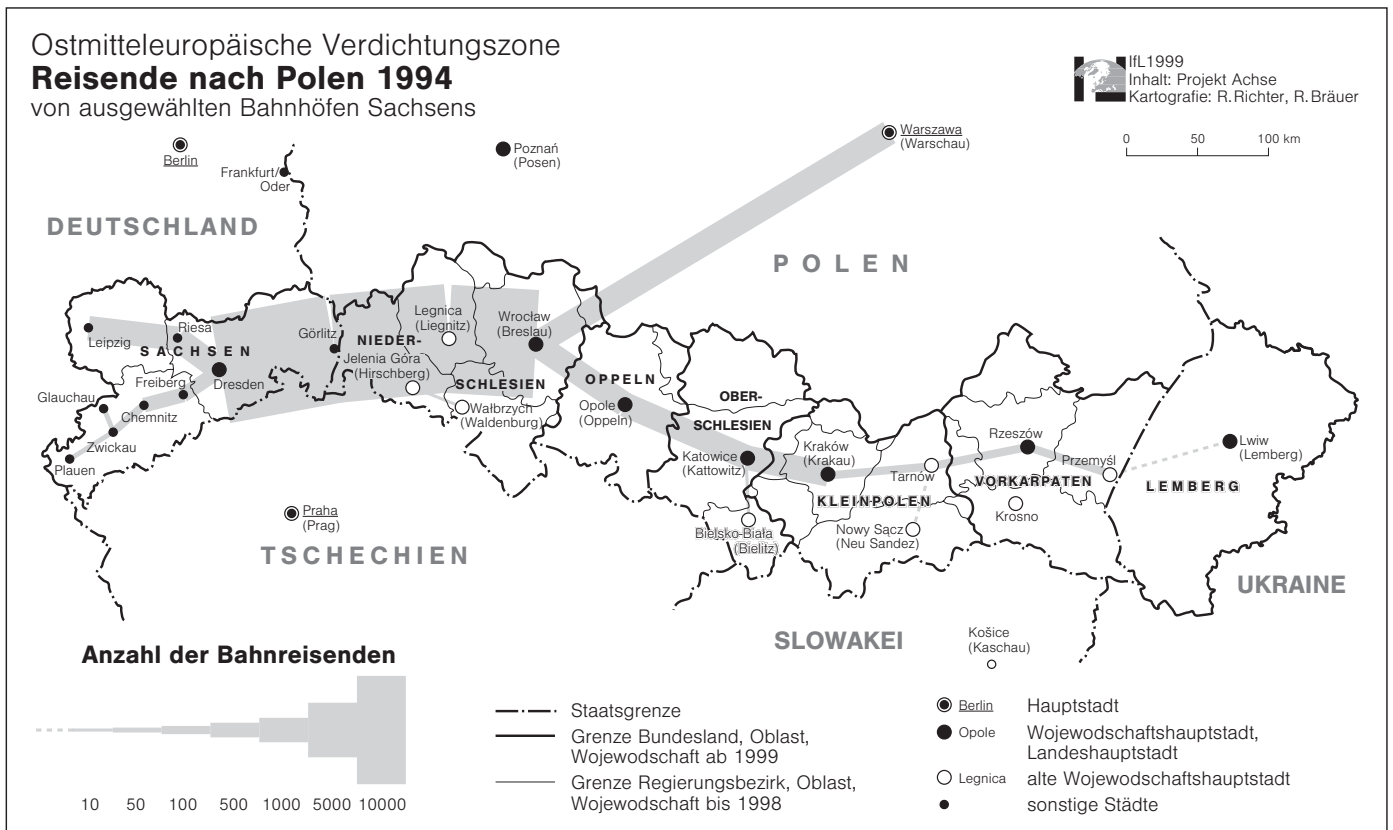 Ostmitteleuropäische Verdichtungszone
Reisende nach Polen 1994
von ausgewählten Bahnhöfen Sachsens
IfL1999
Inhalt: Projekt Achse
Kartografie: R.Richter, R.Bräuer
0 50 100 km
Berlin
Frankfurt/
Oder
Poznań
(Posen)
Warszawa
(Warschau)
DEUTSCHLAND
POLEN
Leipzig
Riesa
SACHSEN
Dresden
Görlitz
Freiberg
Glauchau
Chemnitz
Zwickau
Plauen
Legnica
(Liegnitz)
NIEDER-
Jelenia Góra
(Hirschberg)
SCHLESIEN
Wałbrzych
(Waldenburg)
Wrocław
(Breslau)
OPPELN
Opole
(Oppeln)
OBER-
SCHLESIEN
Katowice
(Kattowitz)
Bielsko-Biała
(Bielitz)
Kraków
(Krakau)
KLEINPOLEN
Tarnów
Nowy Sącz
(Neu Sandez)
Rzeszów
VORKARPATEN
Krosno
Przemyśl
LEMBERG
Lwiw
(Lemberg)
Praha
(Prag)
TSCHECHIEN
UKRAINE
SLOWAKEI
Košice
(Kaschau)
Anzahl der Bahnreisenden
10 50 100 500 1000 5000 10000
Staatsgrenze
Grenze Bundesland, Oblast,
Wojewodschaft ab 1999
Grenze Regierungsbezirk, Oblast,
Wojewodschaft bis 1998
Berlin Hauptstadt
Opole Wojewodschaftshauptstadt,
Landeshauptstadt
Legnica alte Wojewodschaftshauptstadt
sonstige Städte